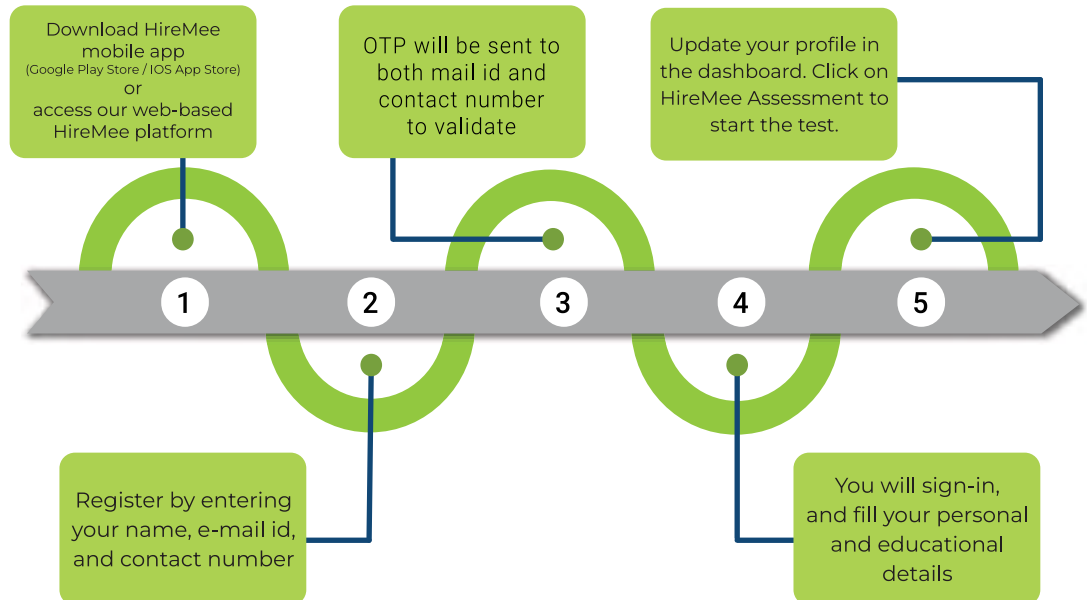 Download HireMee
mobile app
(Google Play Store / IOS App Store)
or
access our web-based
HireMee platform
OTP will be sent to
both mail id and
contact number
to validate
Update your profile in
the dashboard. Click on
HireMee Assessment to
start the test.
1
2
3
4
5
Register by entering
your name, e-mail id,
and contact number
You will sign-in,
and fill your personal
and educational
details